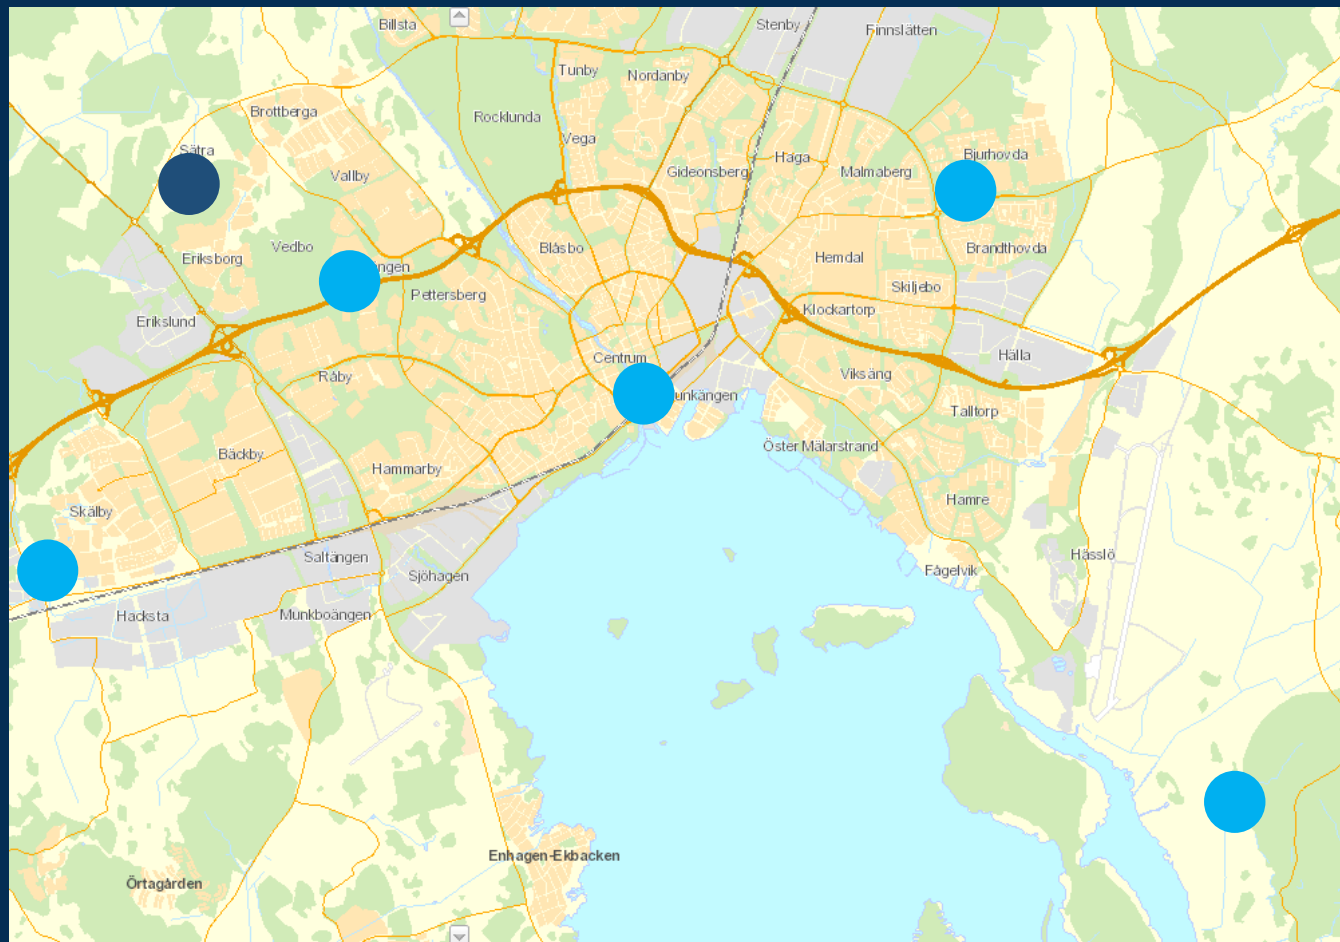 Billsta
Stenby
Finnslätten
Tunby
Nordanby
Brottberga
Rocklunda
Vega
Sätra
Haga
Bjurhovda
Vallby
Gideonsberg
Malmaberg
Vedbo
Blåsbo
Brandthovda
Eriksborg
Hemdal
Pettersberg
Skiljebo
Erikslund
Klockartorp
Centrum
Hälla
Råby
Viksäng
Talltorp
Bäckby
Öster Mälarstrand
Hammarby
Hamre
Skälby
Saltängen
Hässlö
Sjöhagen
Fågelvik
Hacksta
Munkboängen
Enhagen-Ekbacken
Örtagården